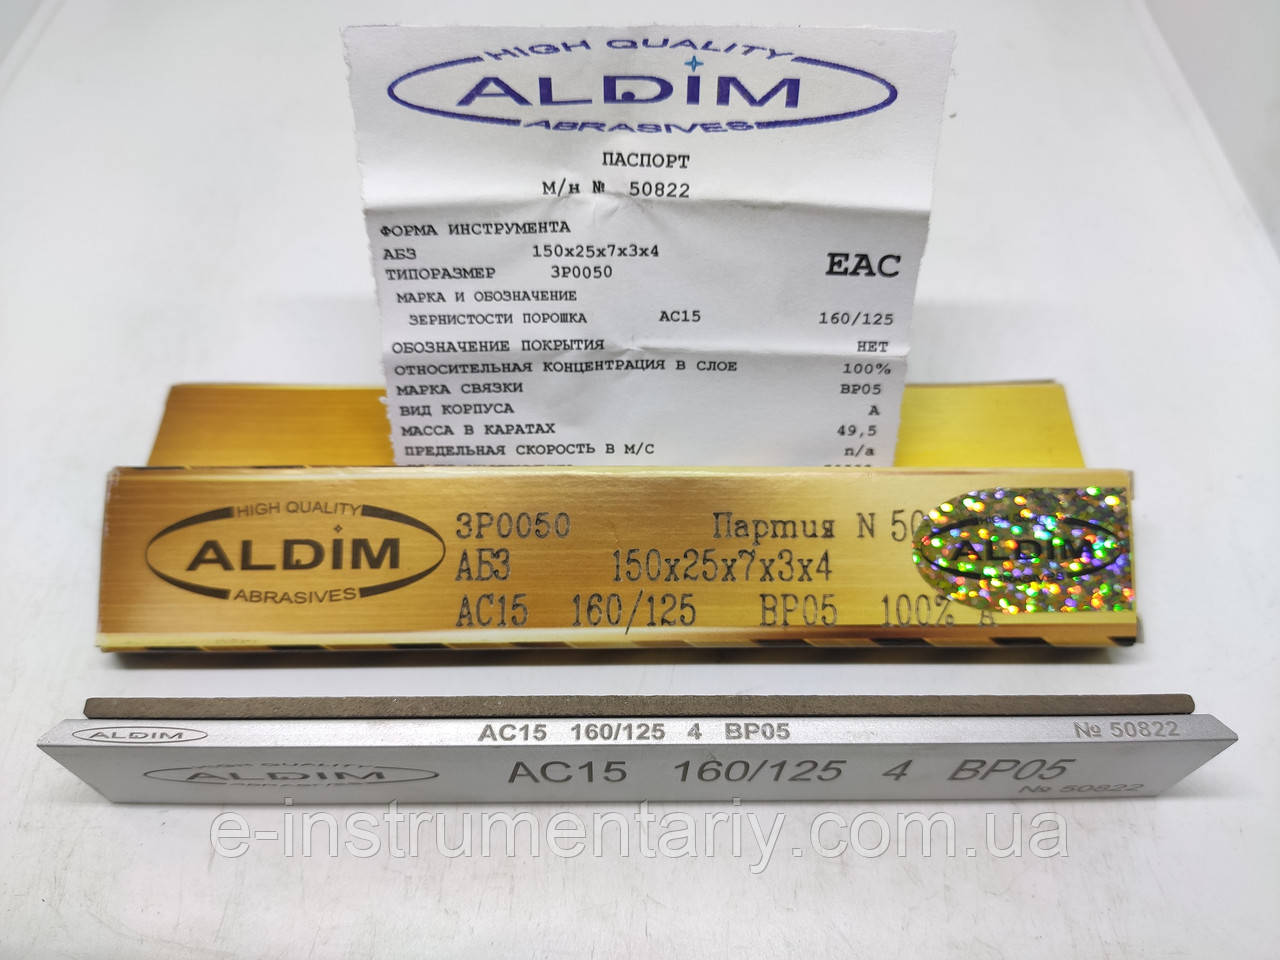 HIGH QUALITY
ALDIM
ABRASIVES
ПАСПОРТ
М/н № 50822
ФОРМА ИНСТРУМЕНТА
АБЗ 150х25х7х3х4
ТИПОРАЗМЕР 3Р0050
EAC
МАРКА И ОБОЗНАЧЕНИЕ
ЗЕРНИСТОСТИ ПОРОШКА АС15 160/125
ОБОЗНАЧЕНИЕ ПОКРЫТИЯ НЕТ
ОТНОСИТЕЛЬНАЯ КОНЦЕНТРАЦИЯ В СЛОЕ 100%
МАРКА СВЯЗКИ ВР05
ВИД КОРПУСА А
МАССА В КАРАТАХ 49,5
ПРЕДЕЛЬНАЯ СКОРОСТЬ В М/С n/a
HIGH QUALITY
ALDIM
ABRASIVES
3Р0050 Партия N
АБЗ 150х25х7х3х4
АС15 160/125 ВР05 100% А
ALDIM
ABRASIVES
ALDIM
АС15 160/125 4 ВР05
№ 50822
ALDIM
ABRASIVES
АС15 160/125 4 ВР05
№ 50822
e-instrumentariy.com.ua